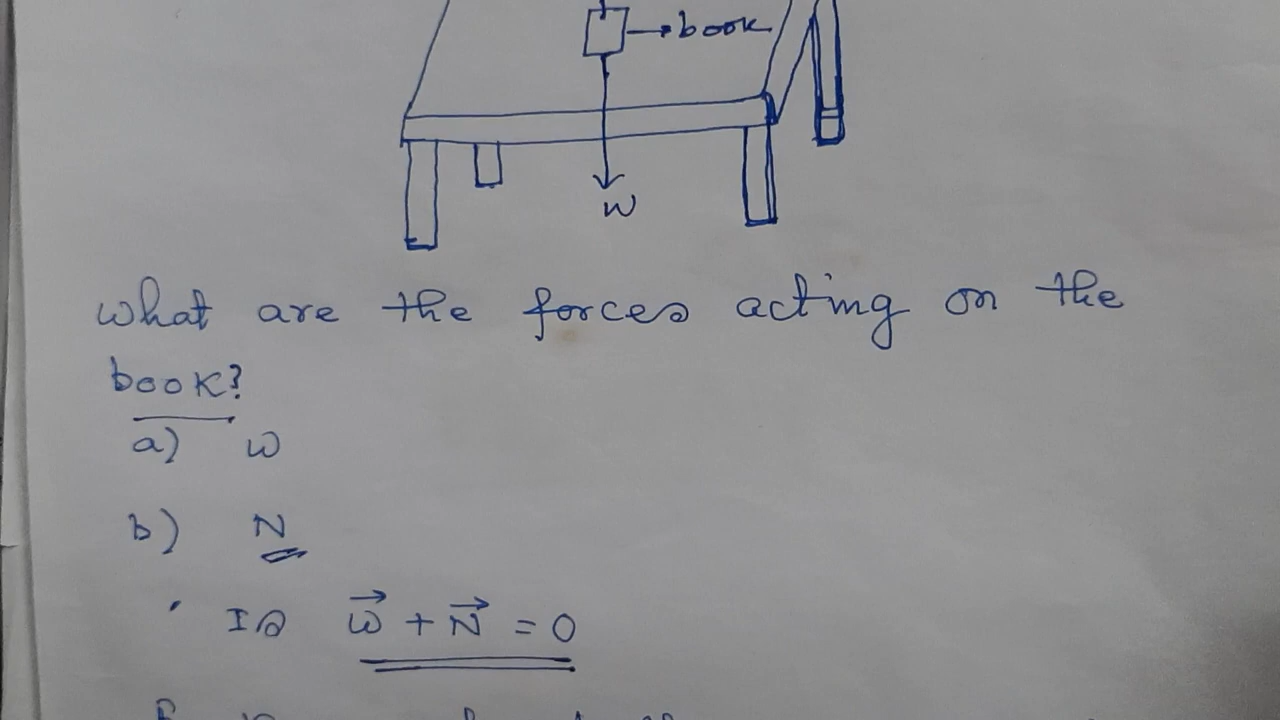 book
W
What are the forces acting on the
book?
a) W
b) N
Is W⃗ + N⃗ = 0